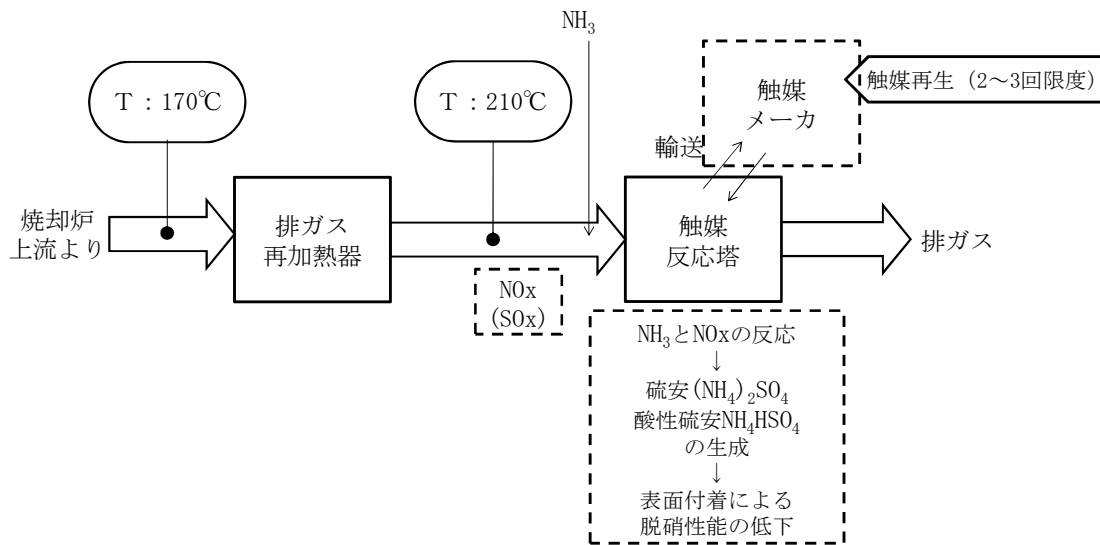 NH3
T：170℃
T：210℃
触媒
メーカ
触媒再生（2～3回限度）
輸送
焼却炉
上流より
排ガス
再加熱器
触媒
反応塔
排ガス
NOx
(SOx)
NH3とNOxの反応
↓
硫安(NH4)2SO4
酸性硫安NH4HSO4
の生成
↓
表面付着による
脱硝性能の低下